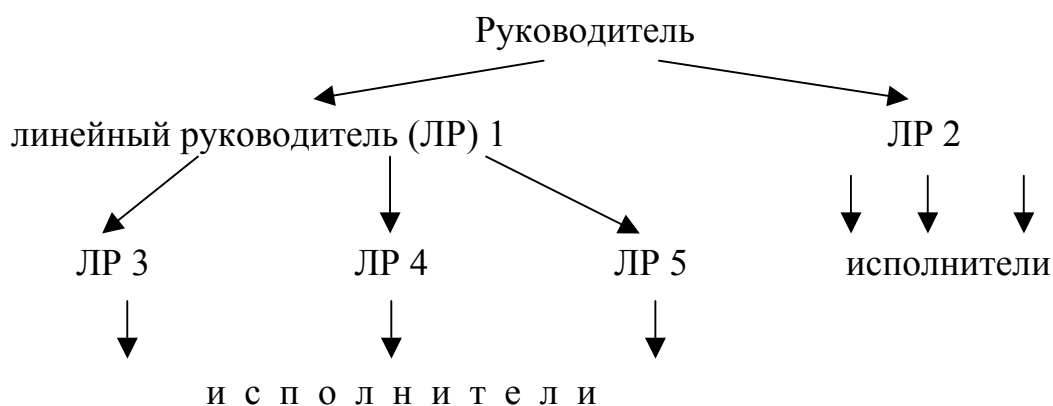 Руководитель
линейный руководитель (ЛР) 1 ЛР 2
ЛР 3 ЛР 4 ЛР 5 исполнители
и с п о л н и т е л и